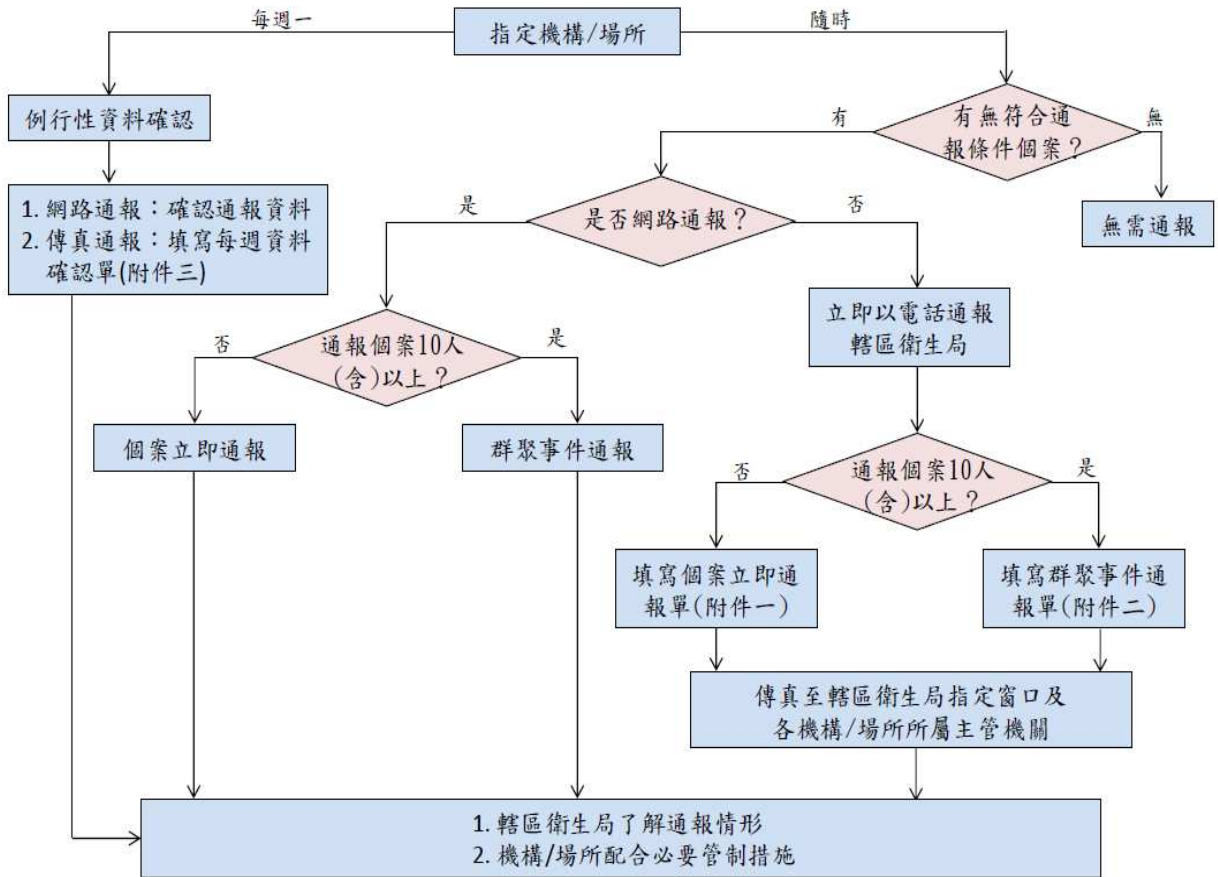 每週一
指定機構/場所
隨時
例行性資料確認
有
有無符合通
報條件個案？
無
1. 網路通報：確認通報資料
2. 傳真通報：填寫每週資料
確認單(附件三)
是
是否網路通報？
否
無需通報
立即以電話通報
轄區衛生局
否
通報個案10人
(含)以上？
是
個案立即通報
群聚事件通報
否
通報個案10人
(含)以上？
是
填寫個案立即通
報單(附件一)
填寫群聚事件通
報單(附件二)
傳真至轄區衛生局指定窗口及
各機構/場所所屬主管機關
1. 轄區衛生局了解通報情形
2. 機構/場所配合必要管制措施